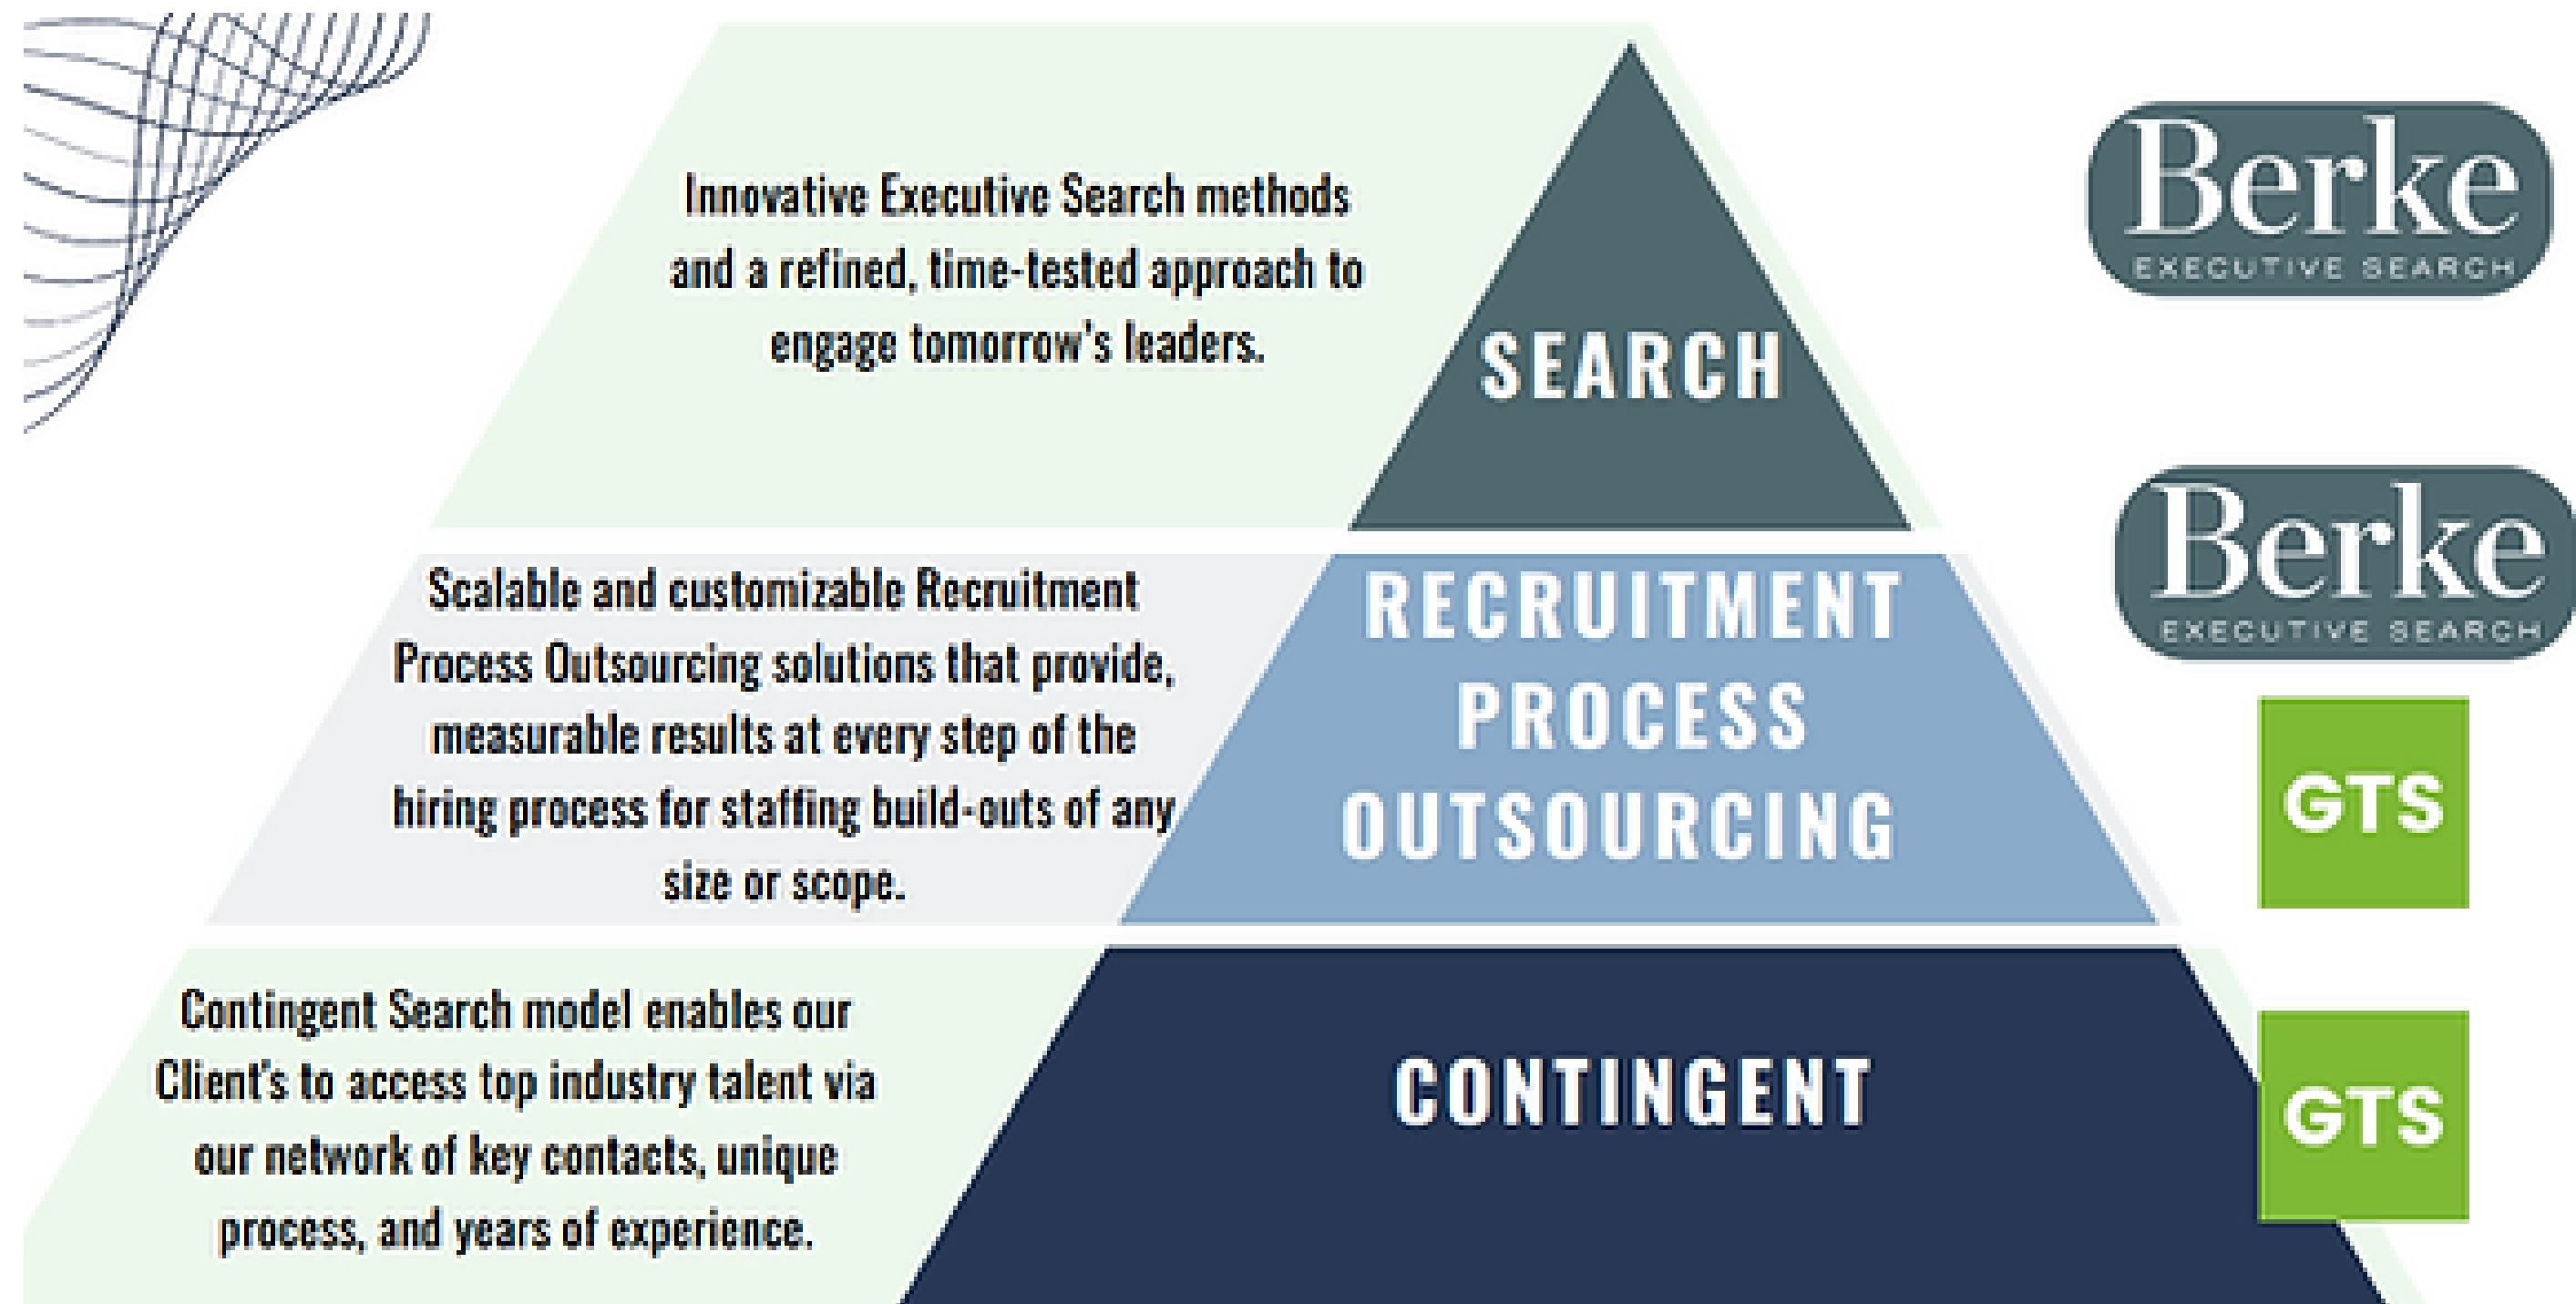 Innovative Executive Search methods
and a refined, time-tested approach to
engage tomorrow's leaders.
SEARCH
Berke
EXECUTIVE SEARCH
Scalable and customizable Recruitment
Process Outsourcing solutions that provide,
measurable results at every step of the
hiring process for staffing build-outs of any
size or scope.
RECRUITMENT
PROCESS
OUTSOURCING
Berke
EXECUTIVE SEARCH
GTS
Contingent Search model enables our
Client's to access top industry talent via
our network of key contacts, unique
process, and years of experience.
CONTINGENT
GTS